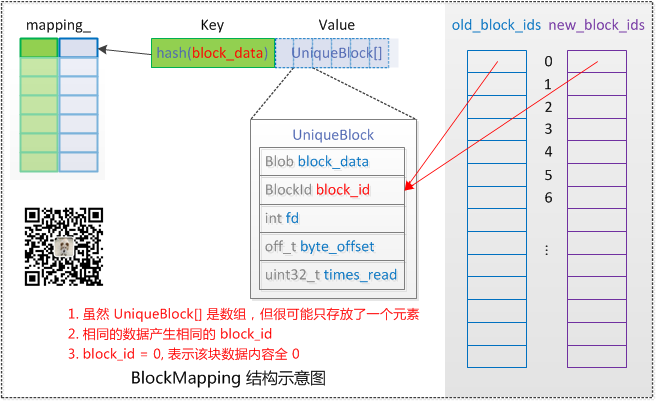 mapping_
Key
Value
hash(block_data)
UniqueBlock[]
UniqueBlock
Blob block_data
BlockId block_id
int fd
off_t byte_offset
uint32_t times_read
old_block_ids
new_block_ids
0
1
2
3
4
5
6
...
1. 虽然 UniqueBlock[] 是数组，但很可能只存放了一个元素
2. 相同的数据产生相同的 block_id
3. block_id = 0, 表示该块数据内容全 0
BlockMapping 结构示意图